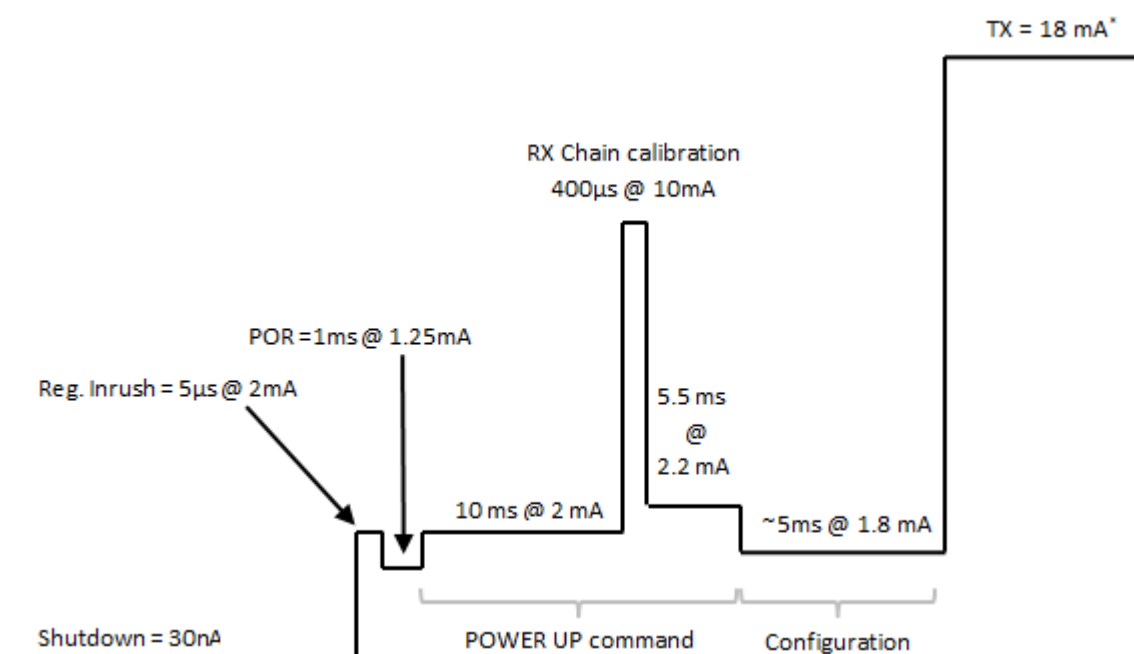 TX = 18 mA*
RX Chain calibration
400µs @ 10mA
POR =1ms @ 1.25mA
Reg. Inrush = 5µs @ 2mA
5.5 ms
@
2.2 mA
10 ms @ 2 mA
~5ms @ 1.8 mA
Shutdown = 30nA
POWER UP command
Configuration